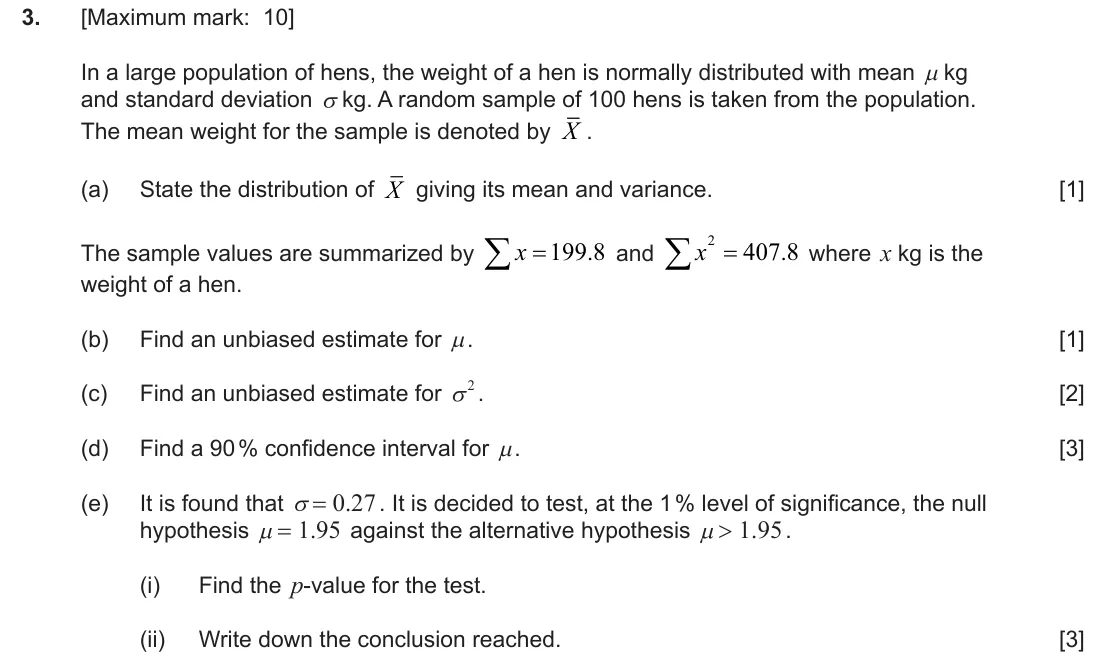 3. [Maximum mark: 10]
In a large population of hens, the weight of a hen is normally distributed with mean μ kg
and standard deviation σ kg. A random sample of 100 hens is taken from the population.
The mean weight for the sample is denoted by X̄ .
(a) State the distribution of X̄ giving its mean and variance. [1]
The sample values are summarized by ∑x = 199.8 and ∑x² = 407.8 where x kg is the
weight of a hen.
(b) Find an unbiased estimate for μ. [1]
(c) Find an unbiased estimate for σ². [2]
(d) Find a 90% confidence interval for μ. [3]
(e) It is found that σ = 0.27. It is decided to test, at the 1% level of significance, the null
hypothesis μ = 1.95 against the alternative hypothesis μ > 1.95.
(i) Find the p-value for the test.
(ii) Write down the conclusion reached. [3]